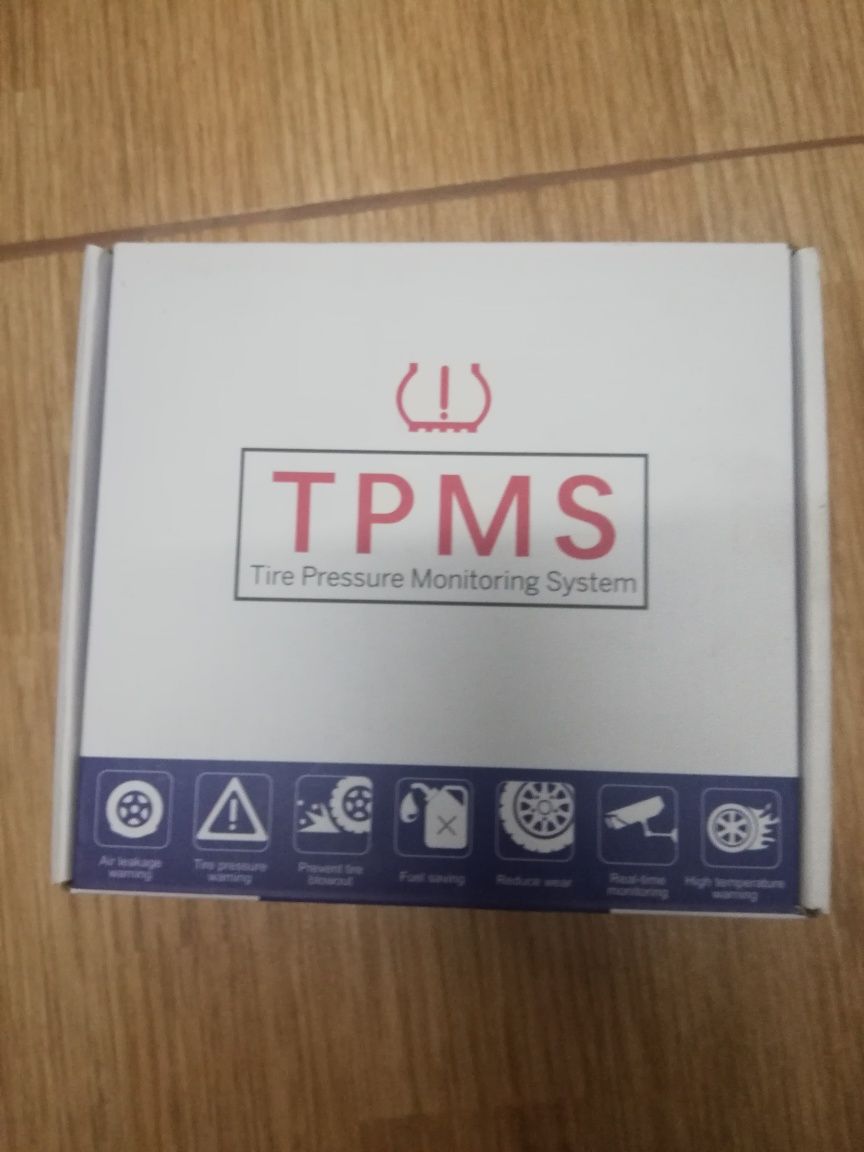 TPMS
Tire Pressure Monitoring System
Air leakage
warning
Tire pressure
warning
Prevent tire
blowout
Fuel saving
Reduce wear
Real-time
monitoring
High temperature
warning